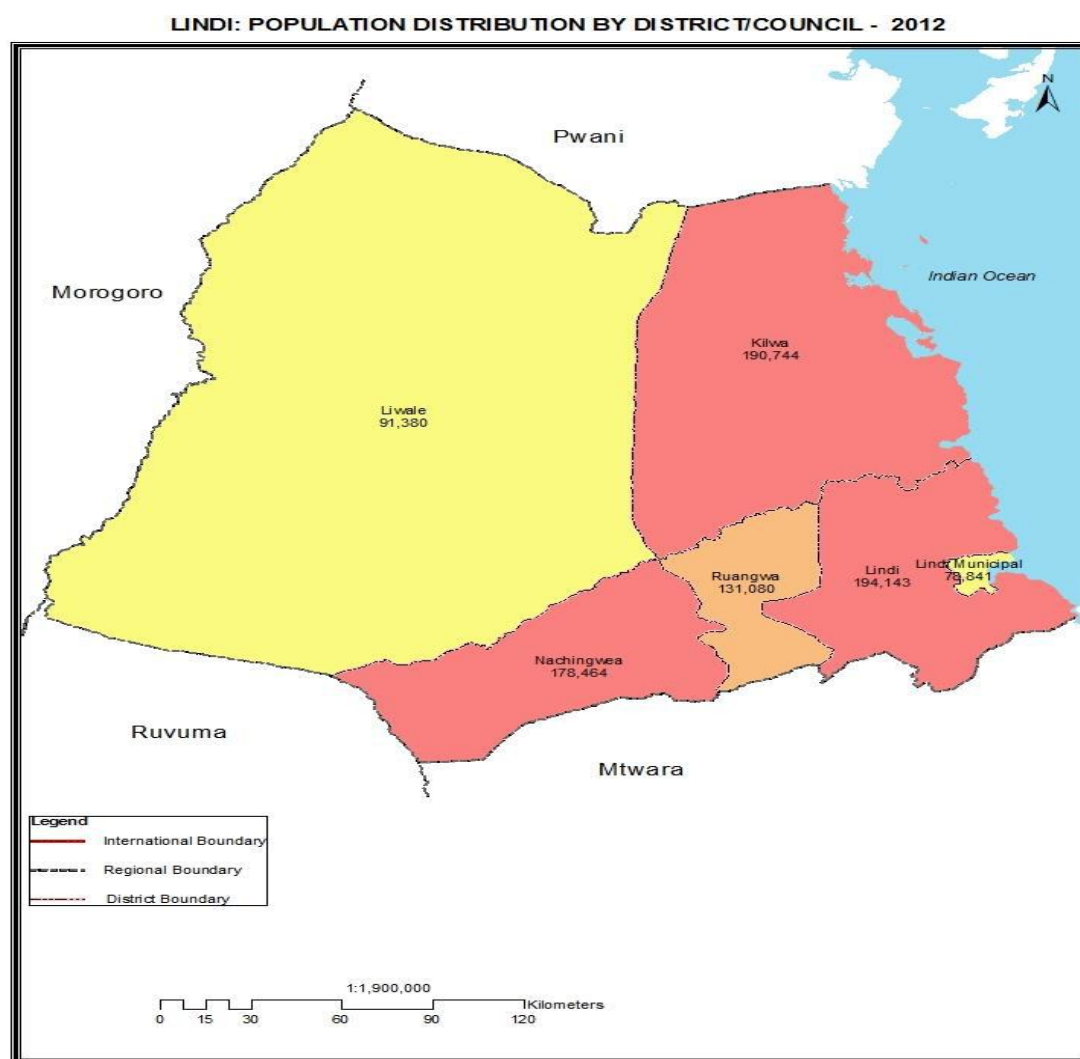 LINDI: POPULATION DISTRIBUTION BY DISTRICT/COUNCIL - 2012
N
Pwani
Morogoro
Indian Ocean
Kilwa
190,744
Liwale
91,380
Ruangwa
131,080
Lindi
194,143
Lindi Municipal
78,841
Nachingwea
178,464
Ruvuma
Mtwara
Legend
International Boundary
Regional Boundary
District Boundary
1:1,900,000
Kilometers
0 15 30 60 90 120